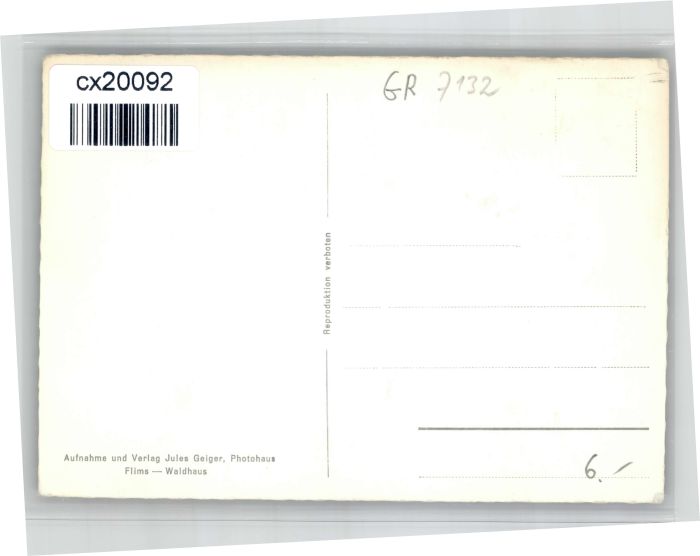 cx20092
GR 7132
Reproduktion verboten
Aufnahme und Verlag Jules Geiger, Photohaus
Flims — Waldhaus
6.–